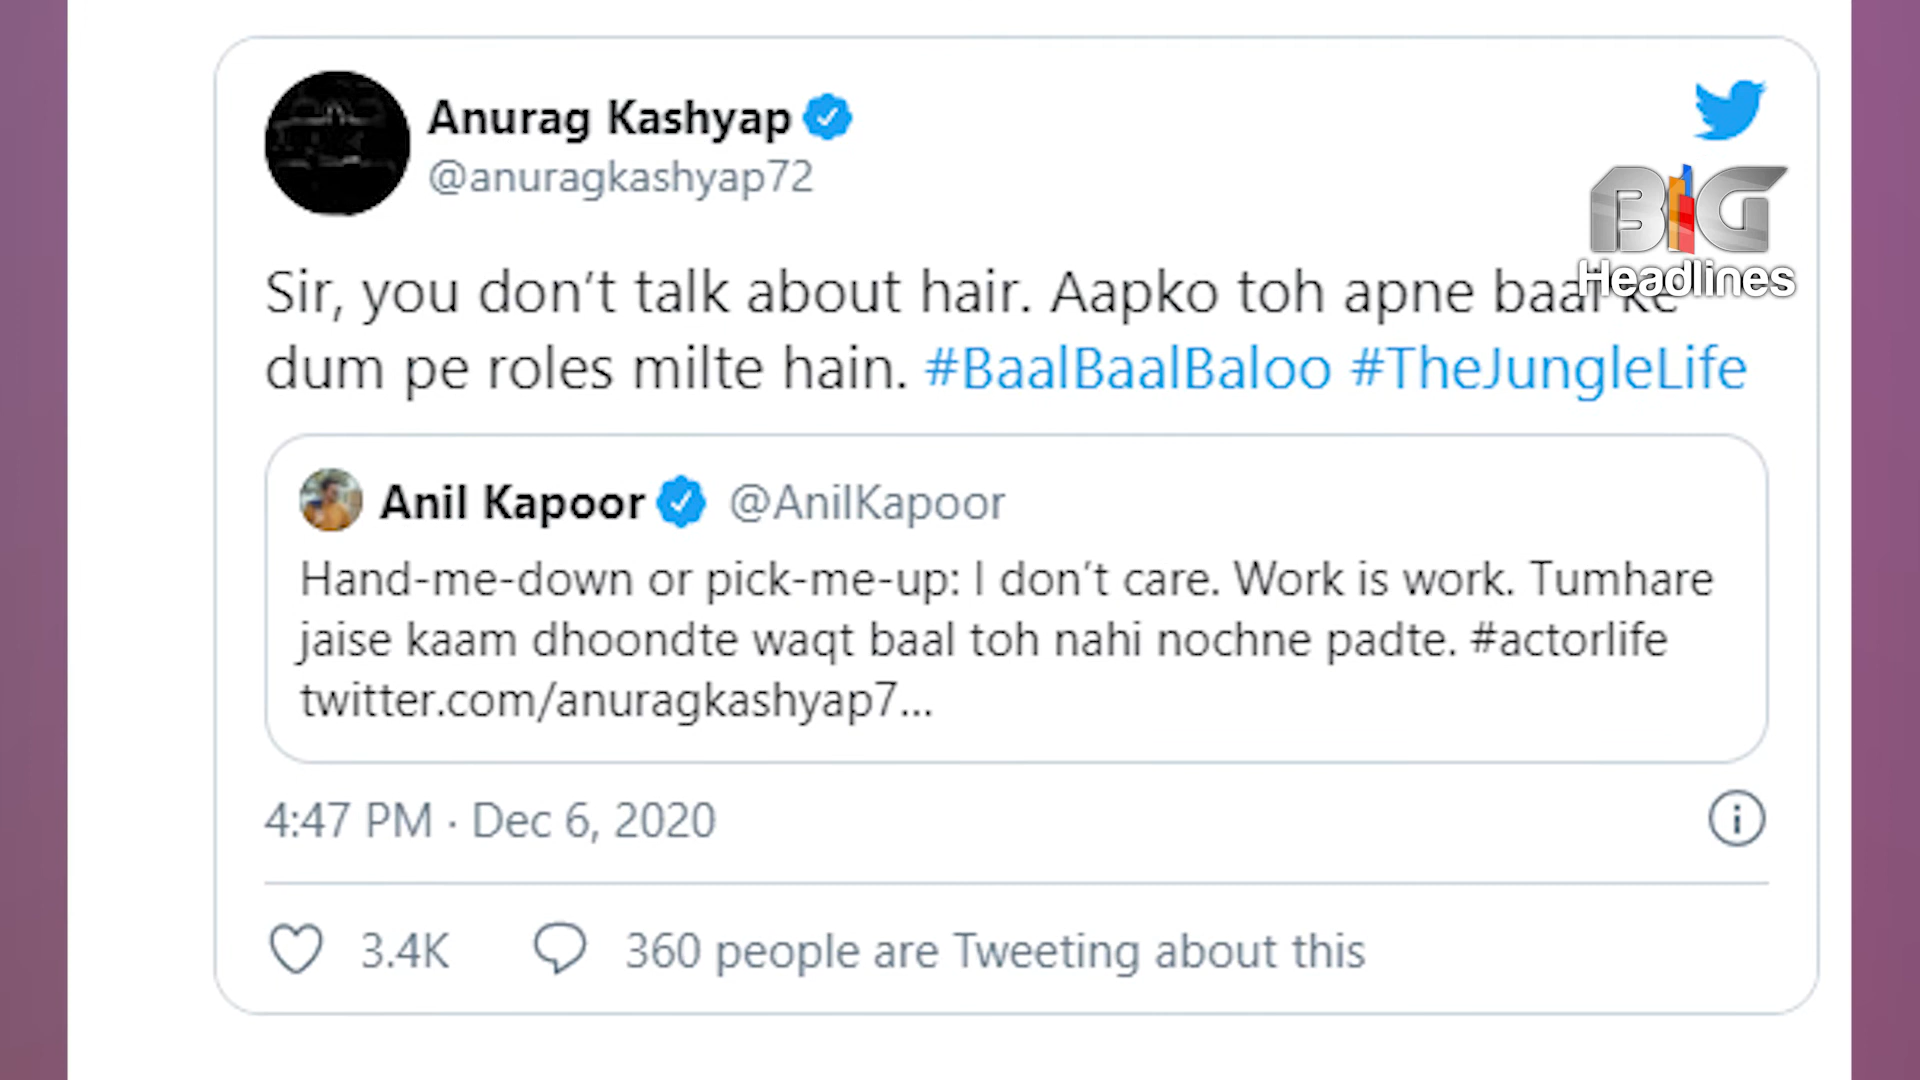 Anurag Kashyap
@anuragkashyap72
BIG
Headlines
Sir, you don't talk about hair. Aapko toh apne baal ke
dum pe roles milte hain. #BaalBaalBaloo #TheJungleLife
Anil Kapoor @AnilKapoor
Hand-me-down or pick-me-up: I don't care. Work is work. Tumhare
jaise kaam dhoondte waqt baal toh nahi nochne padte. #actorlife
twitter.com/anuragkashyap7...
4:47 PM · Dec 6, 2020
3.4K 360 people are Tweeting about this